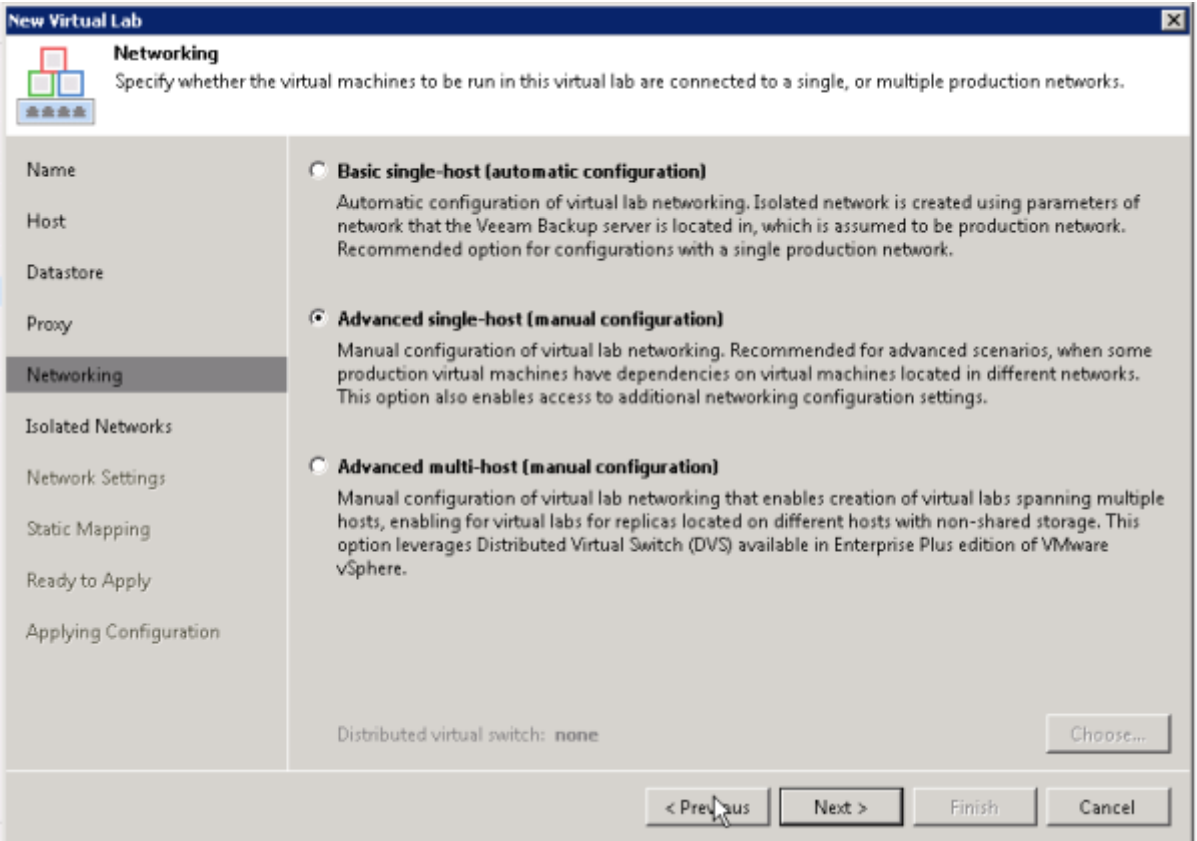 New Virtual Lab
Networking
Specify whether the virtual machines to be run in this virtual lab are connected to a single, or multiple production networks.
Name
Host
Datastore
Proxy
Networking
Isolated Networks
Network Settings
Static Mapping
Ready to Apply
Applying Configuration
Basic single-host (automatic configuration)
Automatic configuration of virtual lab networking. Isolated network is created using parameters of
network that the Veeam Backup server is located in, which is assumed to be production network.
Recommended option for configurations with a single production network.
Advanced single-host (manual configuration)
Manual configuration of virtual lab networking. Recommended for advanced scenarios, when some
production virtual machines have dependencies on virtual machines located in different networks.
This option also enables access to additional networking configuration settings.
Advanced multi-host (manual configuration)
Manual configuration of virtual lab networking that enables creation of virtual labs spanning multiple
hosts, enabling for virtual labs for replicas located on different hosts with non-shared storage. This
option leverages Distributed Virtual Switch (DVS) available in Enterprise Plus edition of VMware
vSphere.
Distributed virtual switch: none
Choose...
< Previous
Next >
Finish
Cancel